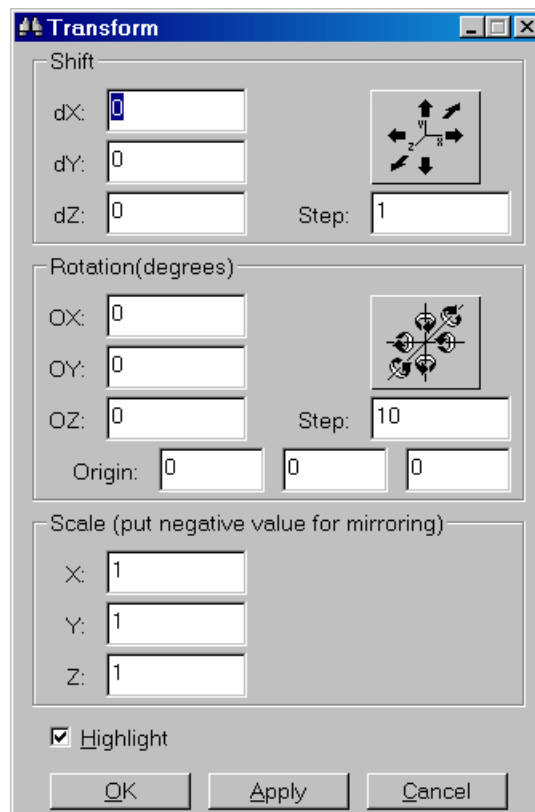 Transform
Shift
dX: 0
dY: 0
dZ: 0 Step: 1
Y
Z X
Rotation(degrees)
OX: 0
OY: 0
OZ: 0 Step: 10
Origin: 0 0 0
Scale (put negative value for mirroring)
X: 1
Y: 1
Z: 1
Highlight
OK Apply Cancel